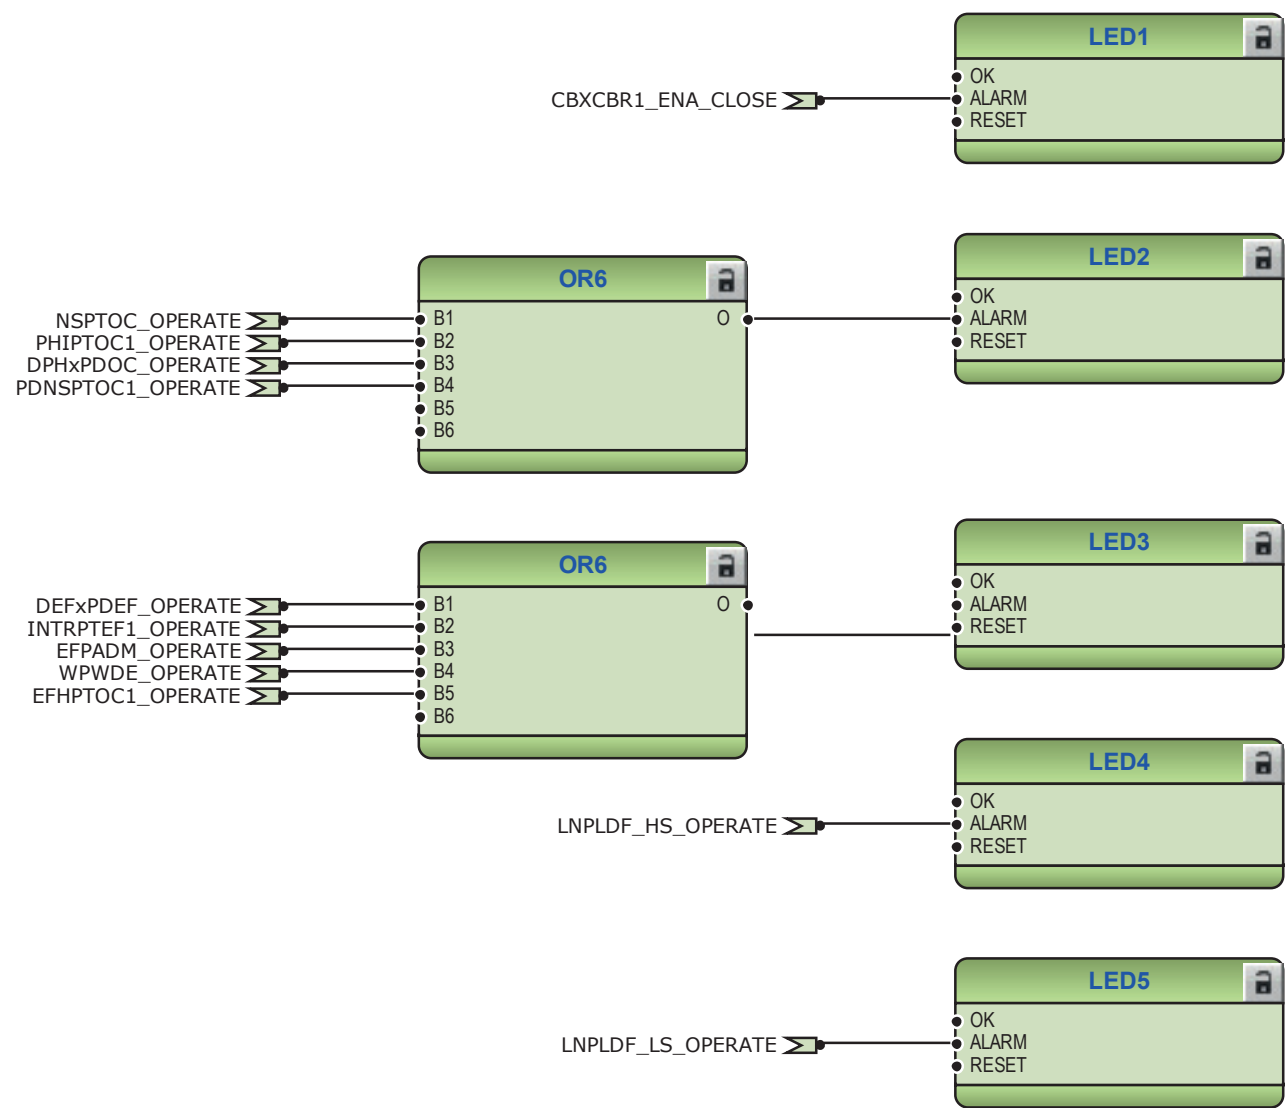 LED1
OK
CBXCBR1_ENA_CLOSE ALARM
RESET
LED2
OR6
OK
NSPTOC_OPERATE B1 O ALARM
PHIPTOC1_OPERATE B2 RESET
DPHxPDOC_OPERATE B3
PDNSPTOC1_OPERATE B4
B5
B6
LED3
OR6
OK
DEFxPDEF_OPERATE B1 O ALARM
INTRPTEF1_OPERATE B2 RESET
EFPADM_OPERATE B3
WPWDE_OPERATE B4
EFHPTOC1_OPERATE B5
B6
LED4
OK
LNPLDF_HS_OPERATE ALARM
RESET
LED5
OK
LNPLDF_LS_OPERATE ALARM
RESET